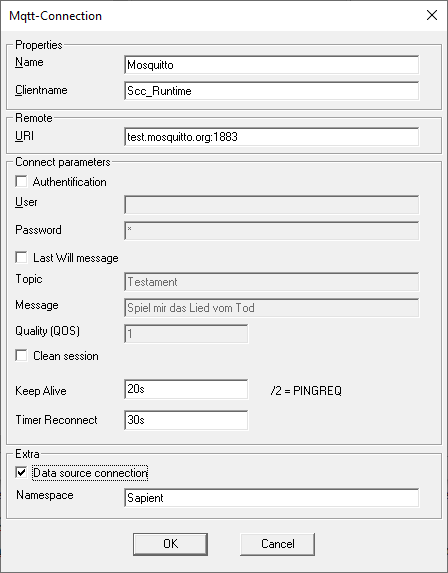 Mqtt-Connection
Properties
Name Mosquitto
Clientname Scc_Runtime
Remote
URI test.mosquitto.org:1883
Connect parameters
Authentification
User
Password *
Last Will message
Topic Testament
Message Spiel mir das Lied vom Tod
Quality (QOS) 1
Clean session
Keep Alive 20s /2 = PINGREQ
Timer Reconnect 30s
Extra
Data source connection
Namespace Sapient
OK Cancel